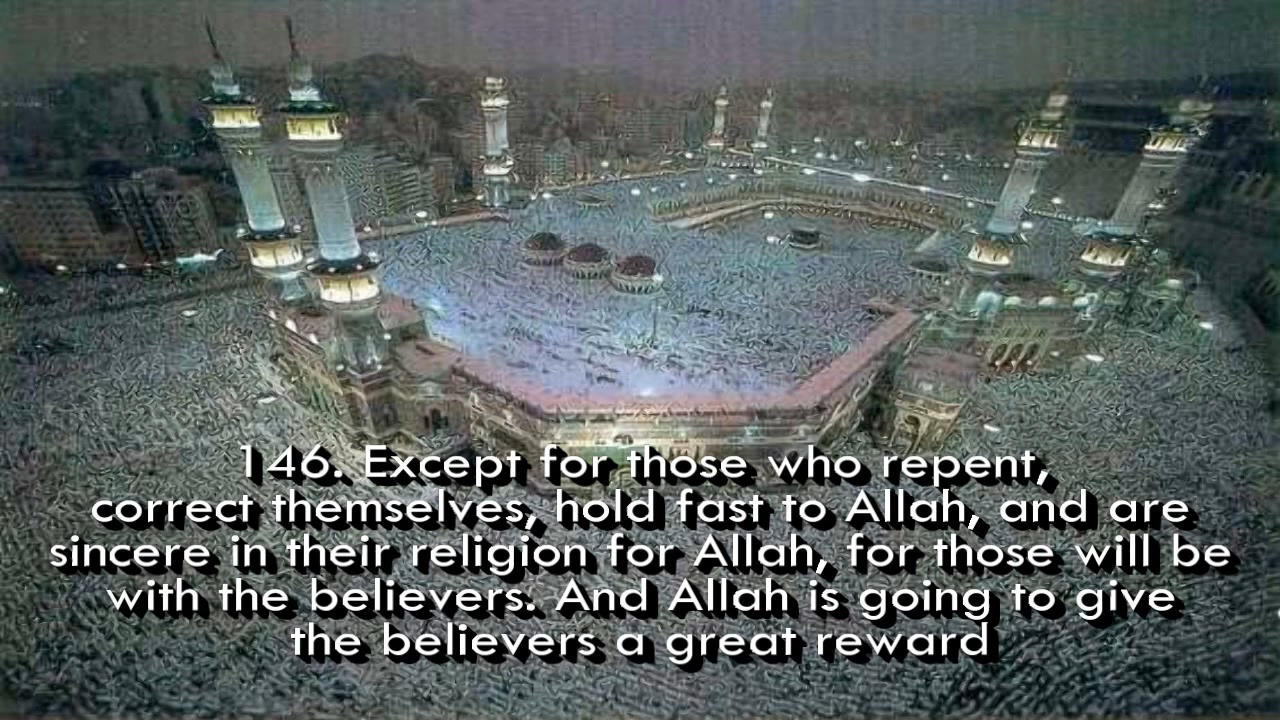 146. Except for those who repent,
correct themselves, hold fast to Allah, and are
sincere in their religion for Allah, for those will be
with the believers. And Allah is going to give
the believers a great reward